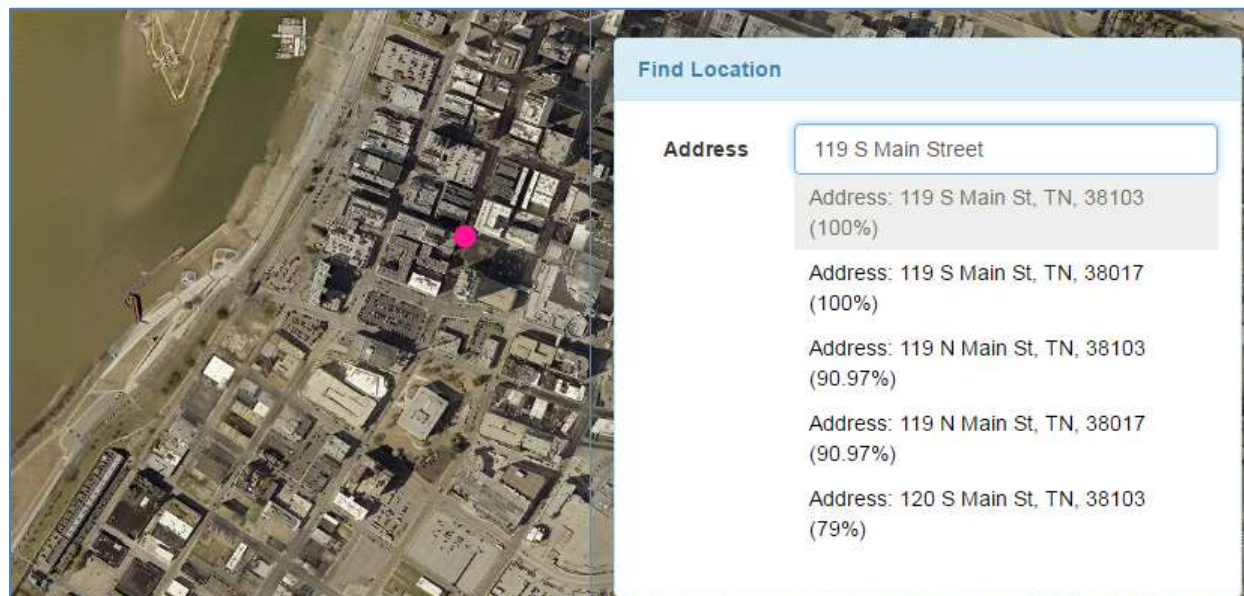 Find Location
Address
119 S Main Street
Address: 119 S Main St, TN, 38103
(100%)
Address: 119 S Main St, TN, 38017
(100%)
Address: 119 N Main St, TN, 38103
(90.97%)
Address: 119 N Main St, TN, 38017
(90.97%)
Address: 120 S Main St, TN, 38103
(79%)